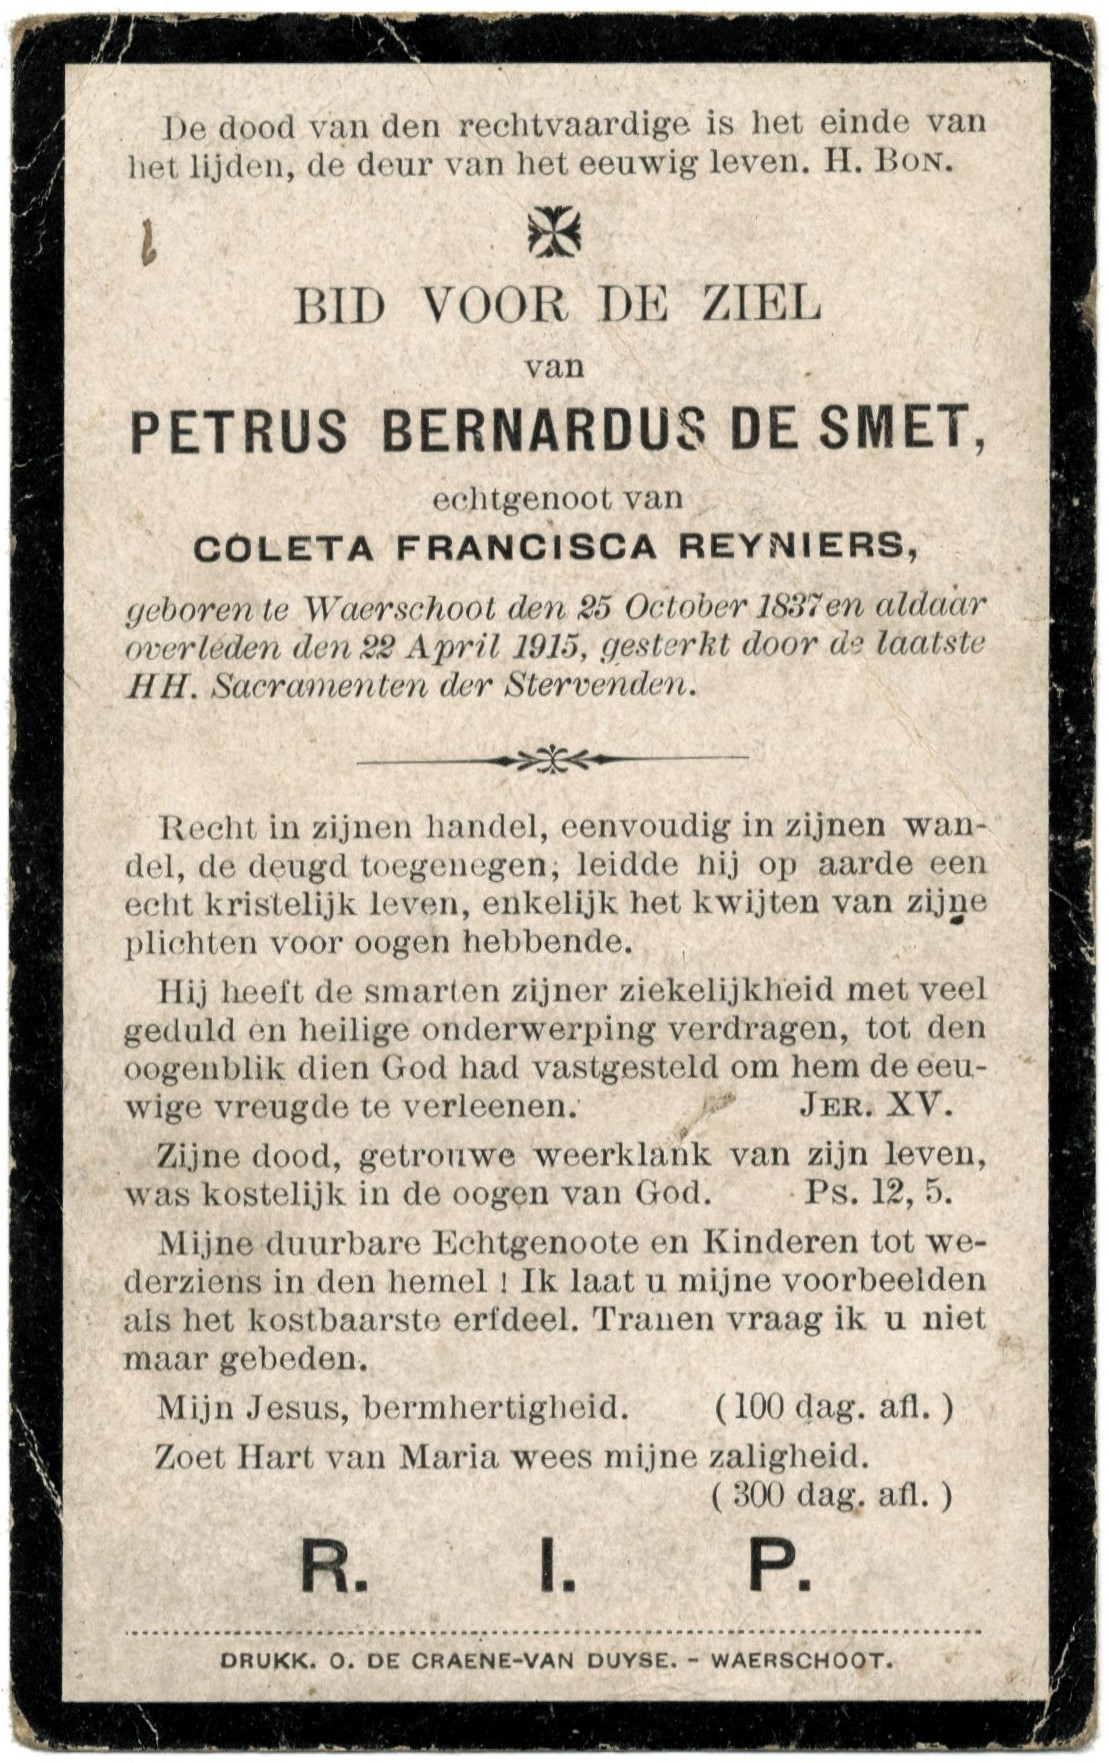 De dood van den rechtvaardige is het einde van
het lijden, de deur van het eeuwig leven. H. Bon.
BID VOOR DE ZIEL
van
PETRUS BERNARDUS DE SMET,
echtgenoot van
COLETA FRANCISCA REYNIERS,
geboren te Waerschoot den 25 October 1837 en aldaar
overleden den 22 April 1915, gesterkt door de laatste
HH. Sacramenten der Stervenden.
Recht in zijnen handel, eenvoudig in zijnen wan-
del, de deugd toegenegen, leidde hij op aarde een
echt kristelijk leven, enkelijk het kwijten van zijne
plichten voor oogen hebbende.
Hij heeft de smarten zijner ziekelijkheid met veel
geduld en heilige onderwerping verdragen, tot den
oogenblik dien God had vastgesteld om hem de eeu-
wige vreugde te verleenen. Jer. XV.
Zijne dood, getrouwe weerklank van zijn leven,
was kostelijk in de oogen van God. Ps. 12, 5.
Mijne duurbare Echtgenoote en Kinderen tot we-
derziens in den hemel ! Ik laat u mijne voorbeelden
als het kostbaarste erfdeel. Tranen vraag ik u niet
maar gebeden.
Mijn Jesus, bermhertigheid. (100 dag. afl.)
Zoet Hart van Maria wees mijne zaligheid.
(300 dag. afl.)
R. I. P.
DRUKK. O. DE CRAENE-VAN DUYSE. - WAERSCHOOT.